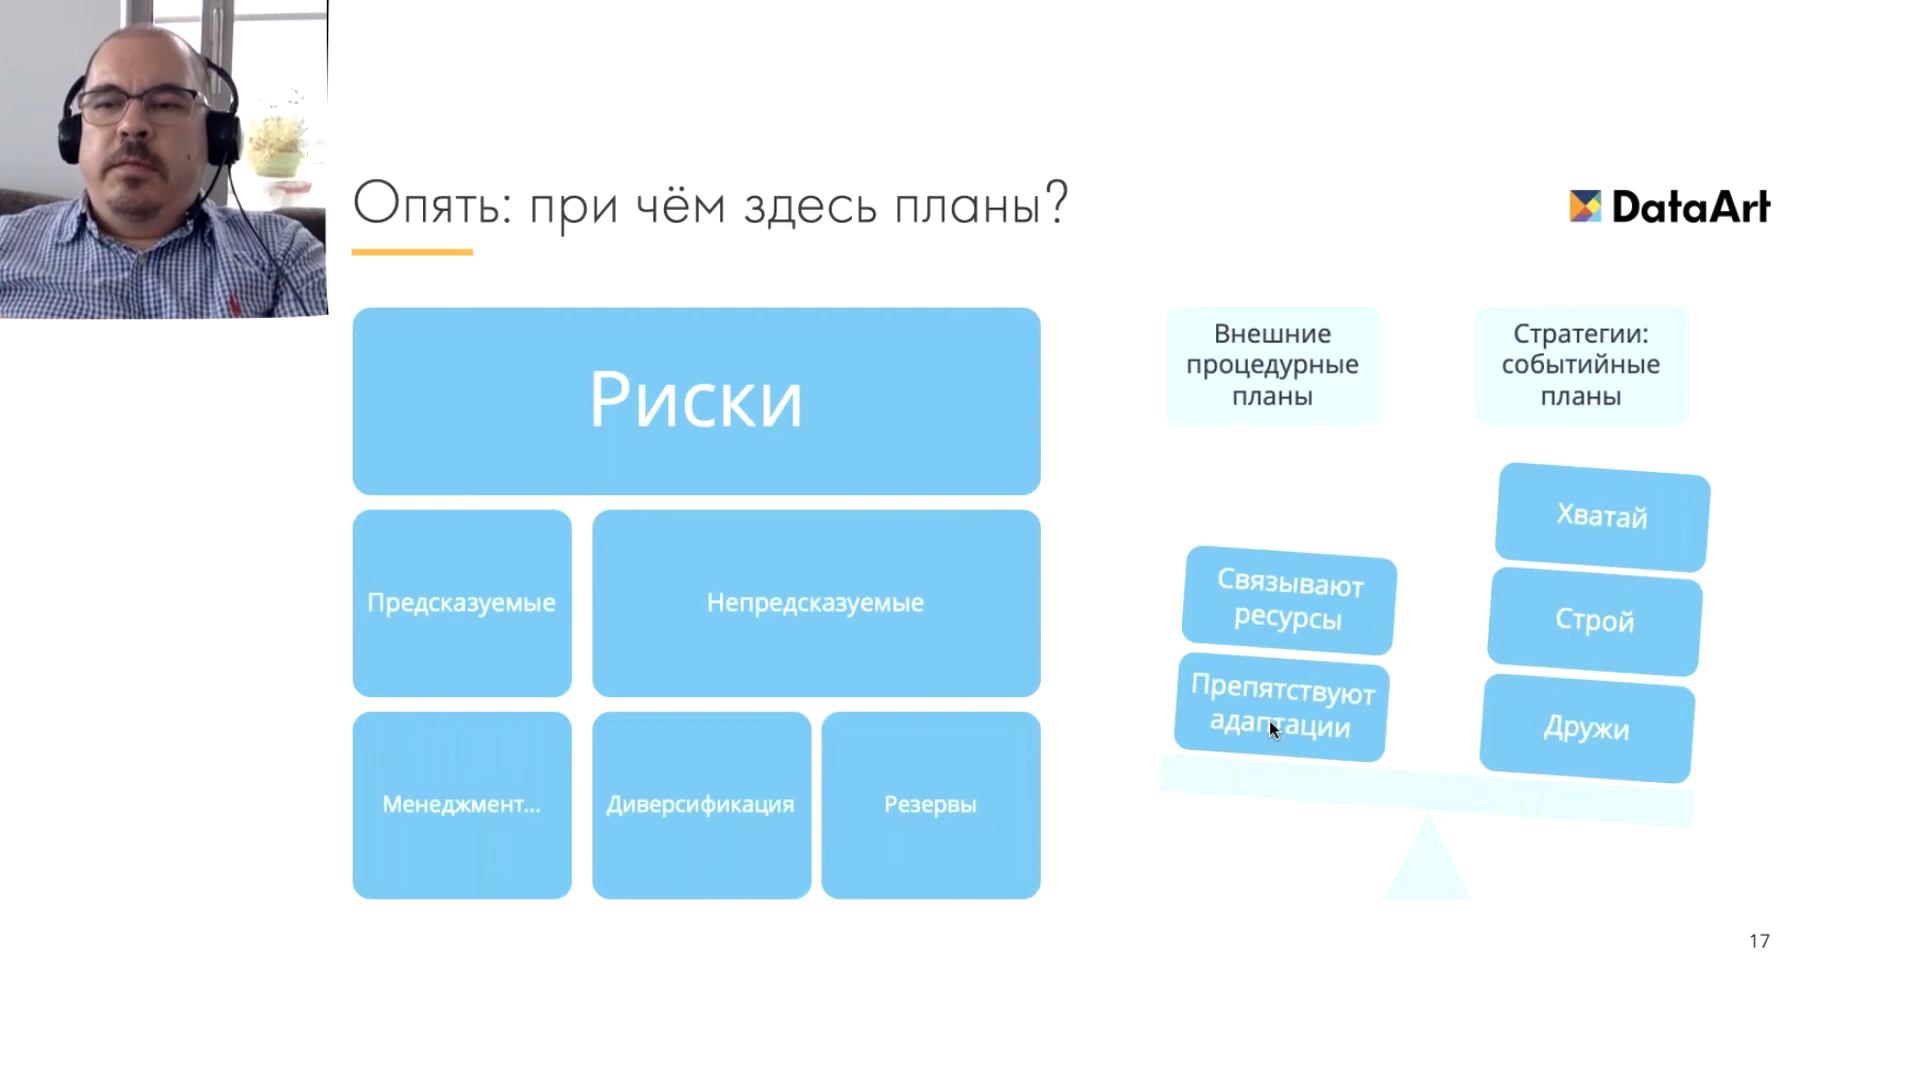 Опять: при чём здесь планы?
DataArt
Риски
Предсказуемые
Непредсказуемые
Менеджмент...
Диверсификация
Резервы
Внешние
процедурные
планы
Стратегии:
событийные
планы
Связывают
ресурсы
Препятствуют
адаптации
Хватай
Строй
Дружи
17